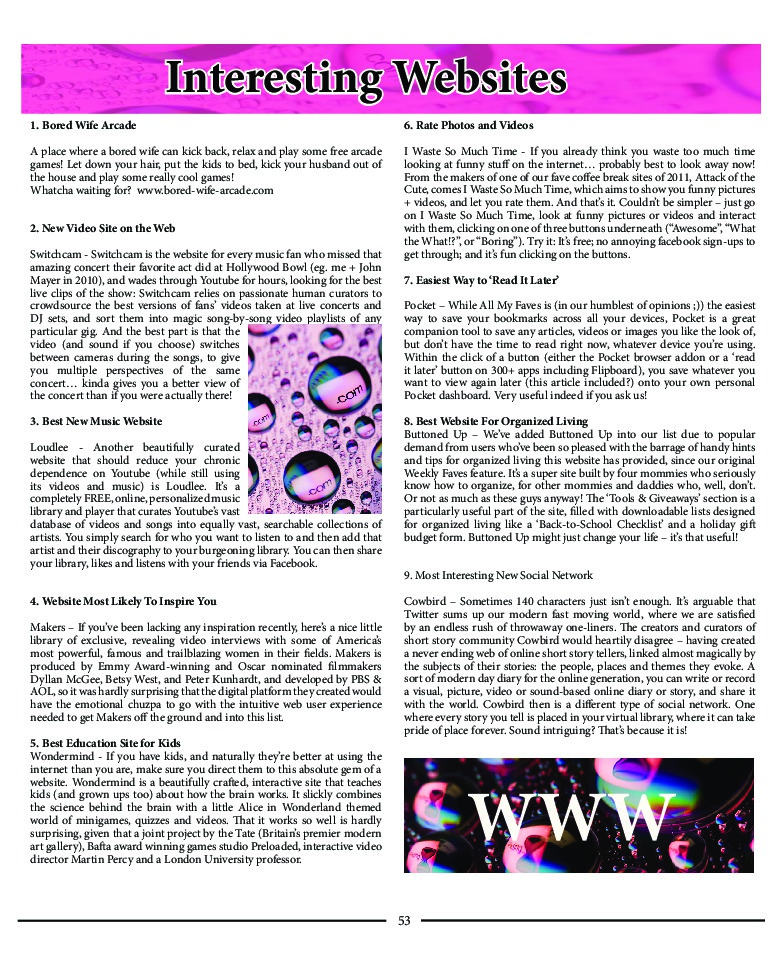 Interesting Websites
1. Bored Wife Arcade
A place where a bored wife can kick back, relax and play some free arcade
games! Let down your hair, put the kids to bed, kick your husband out of
the house and play some really cool games!
Whatcha waiting for? www.bored-wife-arcade.com
2. New Video Site on the Web
Switchcam - Switcham is the website for every music fan who missed that
amazing concert their favorite act did at Hollywood Bowl (eg. me + John
Mayer in 2010), and wades through Youtube for hours, looking for the best
live clips of the show: Switcham relies on passionate human curators to
crowdsource the best versions of fans' videos taken at live concerts and
DJ sets, and sort them into magic song-by-song video playlists of any
particular gig. And the best part is that the
video (and sound if you choose) switches
between cameras during the songs, to give
you multiple perspectives of the same
concert… kinda gives you a better view of
the concert than if you were actually there!
.com
.com
.com
3. Best New Music Website
Loudlee - Another beautifully curated
website that should reduce your chronic
dependence on Youtube (while still using
its videos and music) is Loudlee. It's a
completely FREE, online, personalized music
library and player that curates Youtube's vast
database of videos and songs into equally vast, searchable collections of
artists. You simply search for who you want to listen to and then add that
artist and their discography to your burgeoning library. You can then share
your library, likes and listens with your friends via Facebook.
4. Website Most Likely To Inspire You
Makers – If you've been lacking any inspiration recently, here's a nice little
library of exclusive, revealing video interviews with some of America's
most powerful, famous and trailblazing women in their fields. Makers is
produced by Emmy Award-winning and Oscar nominated filmmakers
Dyllan McGee, Betsy West, and Peter Kunhardt, and developed by PBS &
AOL, so it was hardly surprising that the digital platform they created would
have the emotional chuzpa to go with the intuitive web user experience
needed to get Makers off the ground and into this list.
5. Best Education Site for Kids
Wondermind - If you have kids, and naturally they're better at using the
internet than you are, make sure you direct them to this absolute gem of a
website. Wondermind is a beautifully crafted, interactive site that teaches
kids (and grown ups too) about how the brain works. It slickly combines
the science behind the brain with a little Alice in Wonderland themed
world of minigames, quizzes and videos. That it works so well is hardly
surprising, given that a joint project by the Tate (Britain's premier modern
art gallery), Bafta award winning games studio Preloaded, interactive video
director Martin Percy and a London University professor.
6. Rate Photos and Videos
I Waste So Much Time - If you already think you waste too much time
looking at funny stuff on the internet… probably best to look away now!
From the makers of one of our fave coffee break sites of 2011, Attack of the
Cute, comes I Waste So Much Time, which aims to show you funny pictures
+ videos, and let you rate them. And that's it. Couldn't be simpler – just go
on I Waste So Much Time, look at funny pictures or videos and interact
with them, clicking on one of three buttons underneath ("Awesome", "What
the What!?", or "Boring"). Try it: It's free; no annoying facebook sign-ups to
get through; and it's fun clicking on the buttons.
7. Easiest Way to 'Read It Later'
Pocket – While All My Faves is (in our humblest of opinions ;)) the easiest
way to save your bookmarks across all your devices, Pocket is a great
companion tool to save any articles, videos or images you like the look of,
but don't have the time to read right now, whatever device you're using.
Within the click of a button (either the Pocket browser addon or a 'read
it later' button on 300+ apps including Flipboard), you save whatever you
want to view again later (this article included?) onto your own personal
Pocket dashboard. Very useful indeed if you ask us!
8. Best Website For Organized Living
Buttoned Up – We've added Buttoned Up into our list due to popular
demand from users who've been so pleased with the barrage of handy hints
and tips for organized living this website has provided, since our original
Weekly Faves feature. It's a super site built by four mommies who seriously
know how to organize, for other mommies and daddies who, well, don't.
Or not as much as these guys anyway! The 'Tools & Giveaways' section is a
particularly useful part of the site, filled with downloadable lists designed
for organized living like a 'Back-to-School Checklist' and a holiday gift
budget form. Buttoned Up might just change your life – it's that useful!
9. Most Interesting New Social Network
Cowbird – Sometimes 140 characters just isn't enough. It's arguable that
Twitter sums up our modern fast moving world, where we are satisfied
by an endless rush of throwaway one-liners. The creators and curators of
short story community Cowbird would heartily disagree – having created
a never ending web of online short story tellers, linked almost magically by
the subjects of their stories: the people, places and themes they evoke. A
sort of modern day diary for the online generation, you can write or record
a visual, picture, video or sound-based online diary or story, and share it
with the world. Cowbird then is a different type of social network. One
where every story you tell is placed in your virtual library, where it can take
pride of place forever. Sound intriguing? That's because it is!
WWW
53